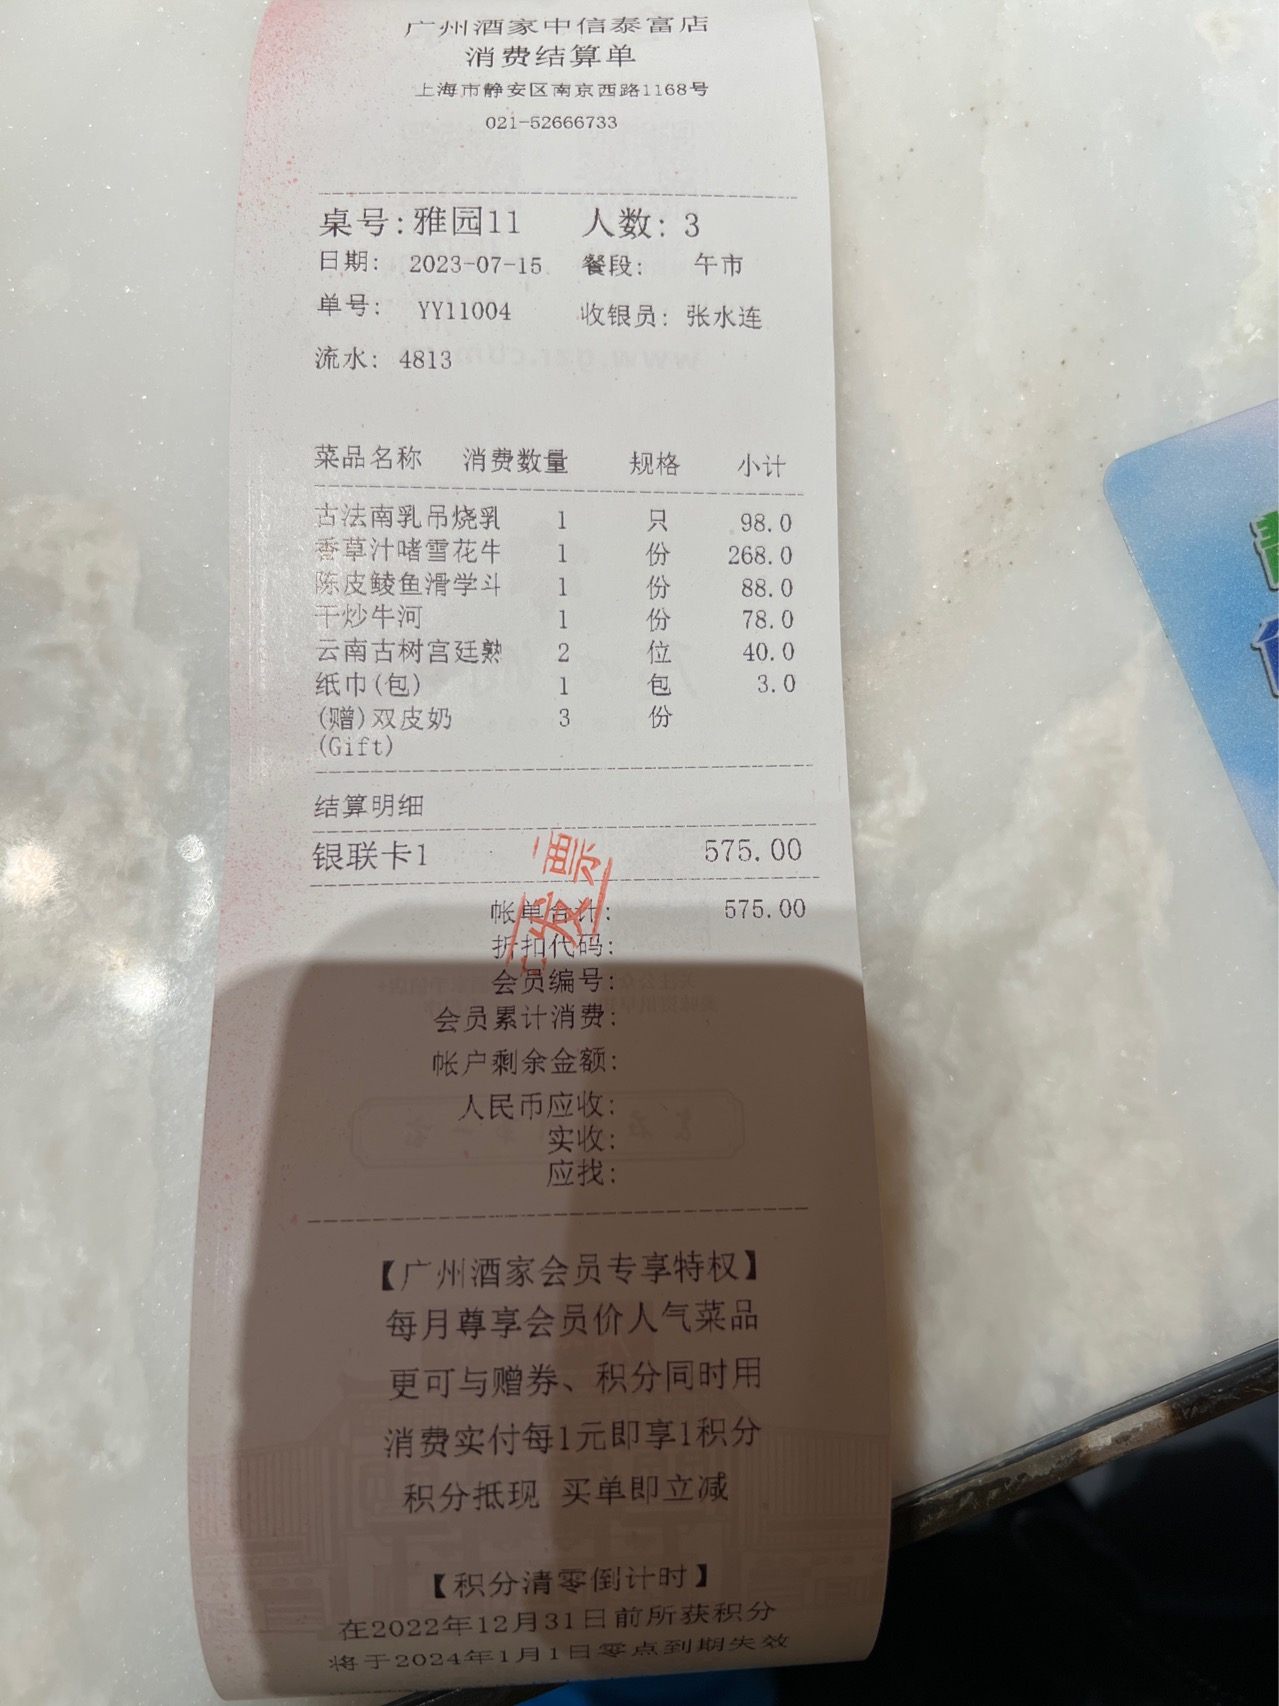 广州酒家中信泰富店
消费结算单
上海市静安区南京西路1168号
021-52666733
桌号:雅园11 人数: 3
日期: 2023-07-15 餐段: 午市
单号: YY11004 收银员: 张水连
流水: 4813
菜品名称 消费数量 规格 小计
古法南乳吊烧乳 1 只 98.0
香草汁啫雪花牛 1 份 268.0
陈皮鲮鱼滑学斗 1 份 88.0
干炒牛河 1 份 78.0
云南古树宫廷熟 2 位 40.0
纸巾(包) 1 包 3.0
(赠)双皮奶 3 份
(Gift)
结算明细
银联卡1 575.00
帐单合计: 575.00
折扣代码:
会员编号:
会员累计消费:
帐户剩余金额:
人民币应收:
实收:
应找:
【广州酒家会员专享特权】
每月尊享会员价人气菜品
更可与赠券、积分同时用
消费实付每1元即享1积分
积分抵现 买单即立减
【积分清零倒计时】
在2022年12月31日前所获积分
将于2024年1月1日零点到期失效